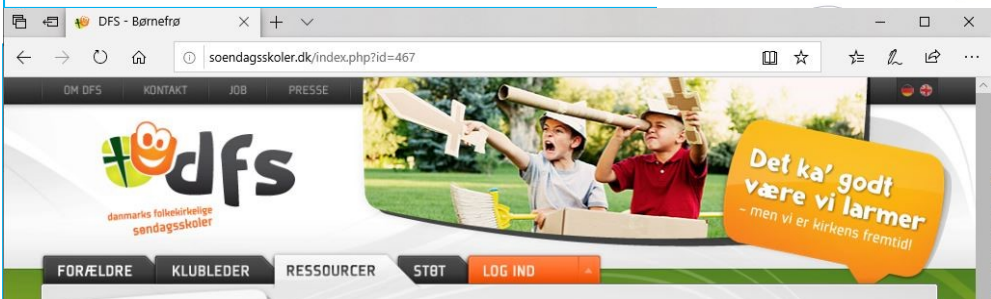 DFS - Børnefrø
soendagsskoler.dk/index.php?id=467
OM DFS KONTAKT JOB PRESSE
dfs
danmarks folkekirkelige
søndagsskoler
Det ka' godt
være vi larmer
- men vi er kirkens fremtid!
FORÆLDRE KLUBLEDER RESSOURCER STØT LOG IND